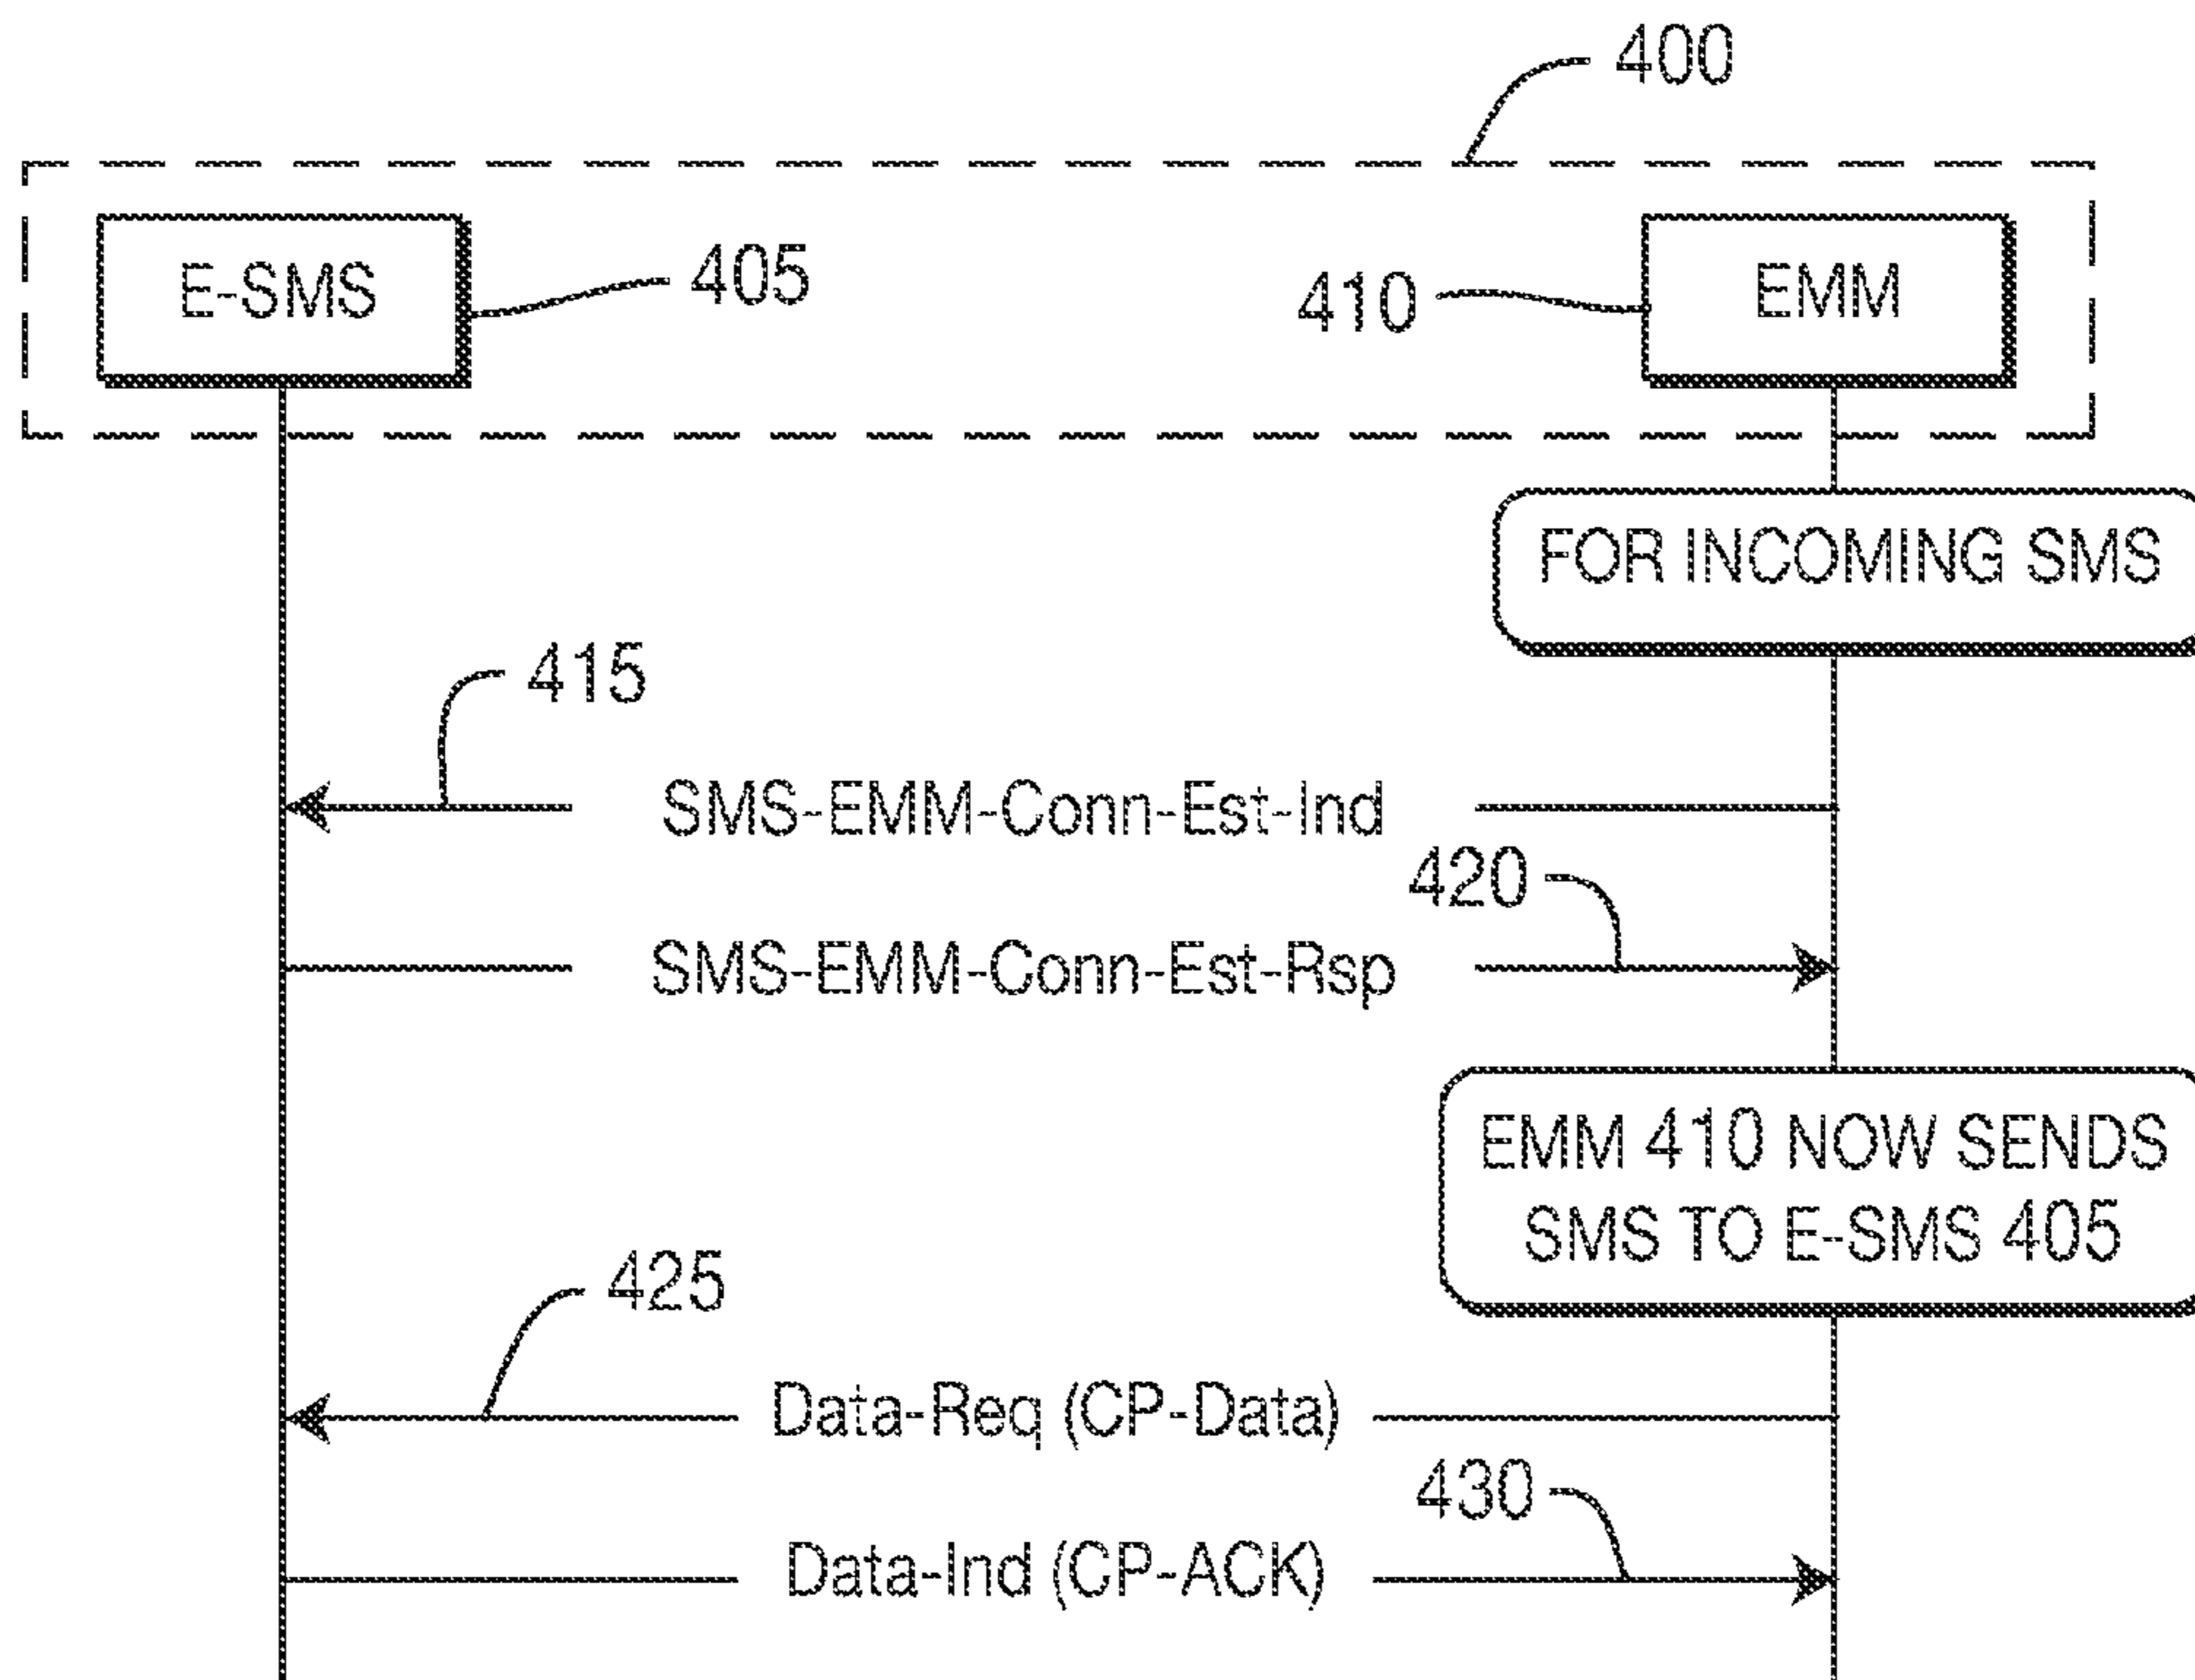 400
E-SMS
405
410
EMM
FOR INCOMING SMS
415
SMS-EMM-Conn-Est-Ind
420
SMS-EMM-Conn-Est-Rsp
EMM 410 NOW SENDS
SMS TO E-SMS 405
425
Data-Req (CP-Data)
430
Data-Ind (CP-ACK)